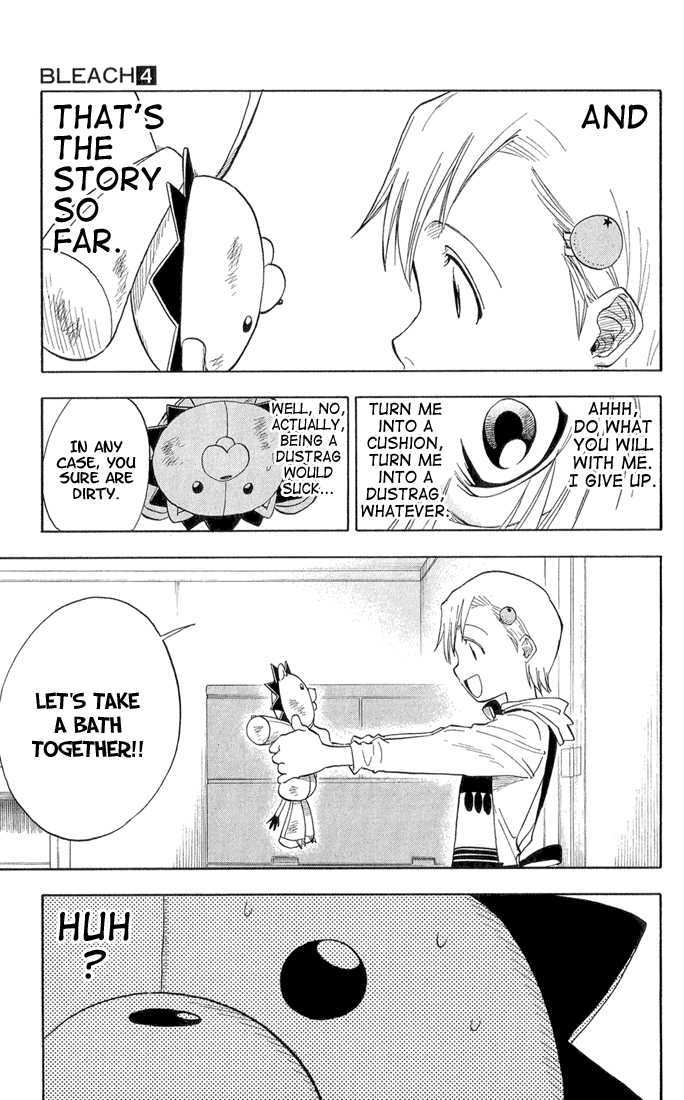 BLEACH 4
AND
THAT'S
THE
STORY
SO
FAR.
AHHH,
DO WHAT
YOU WILL
WITH ME.
I GIVE UP.
TURN ME
INTO A
CUSHION,
TURN ME
INTO A
DUSTRAG,
WHATEVER.
WELL, NO,
ACTUALLY,
BEING A
DUSTRAG
WOULD
SUCK...
IN ANY
CASE, YOU
SURE ARE
DIRTY.
LET'S TAKE
A BATH
TOGETHER!!
HUH
?